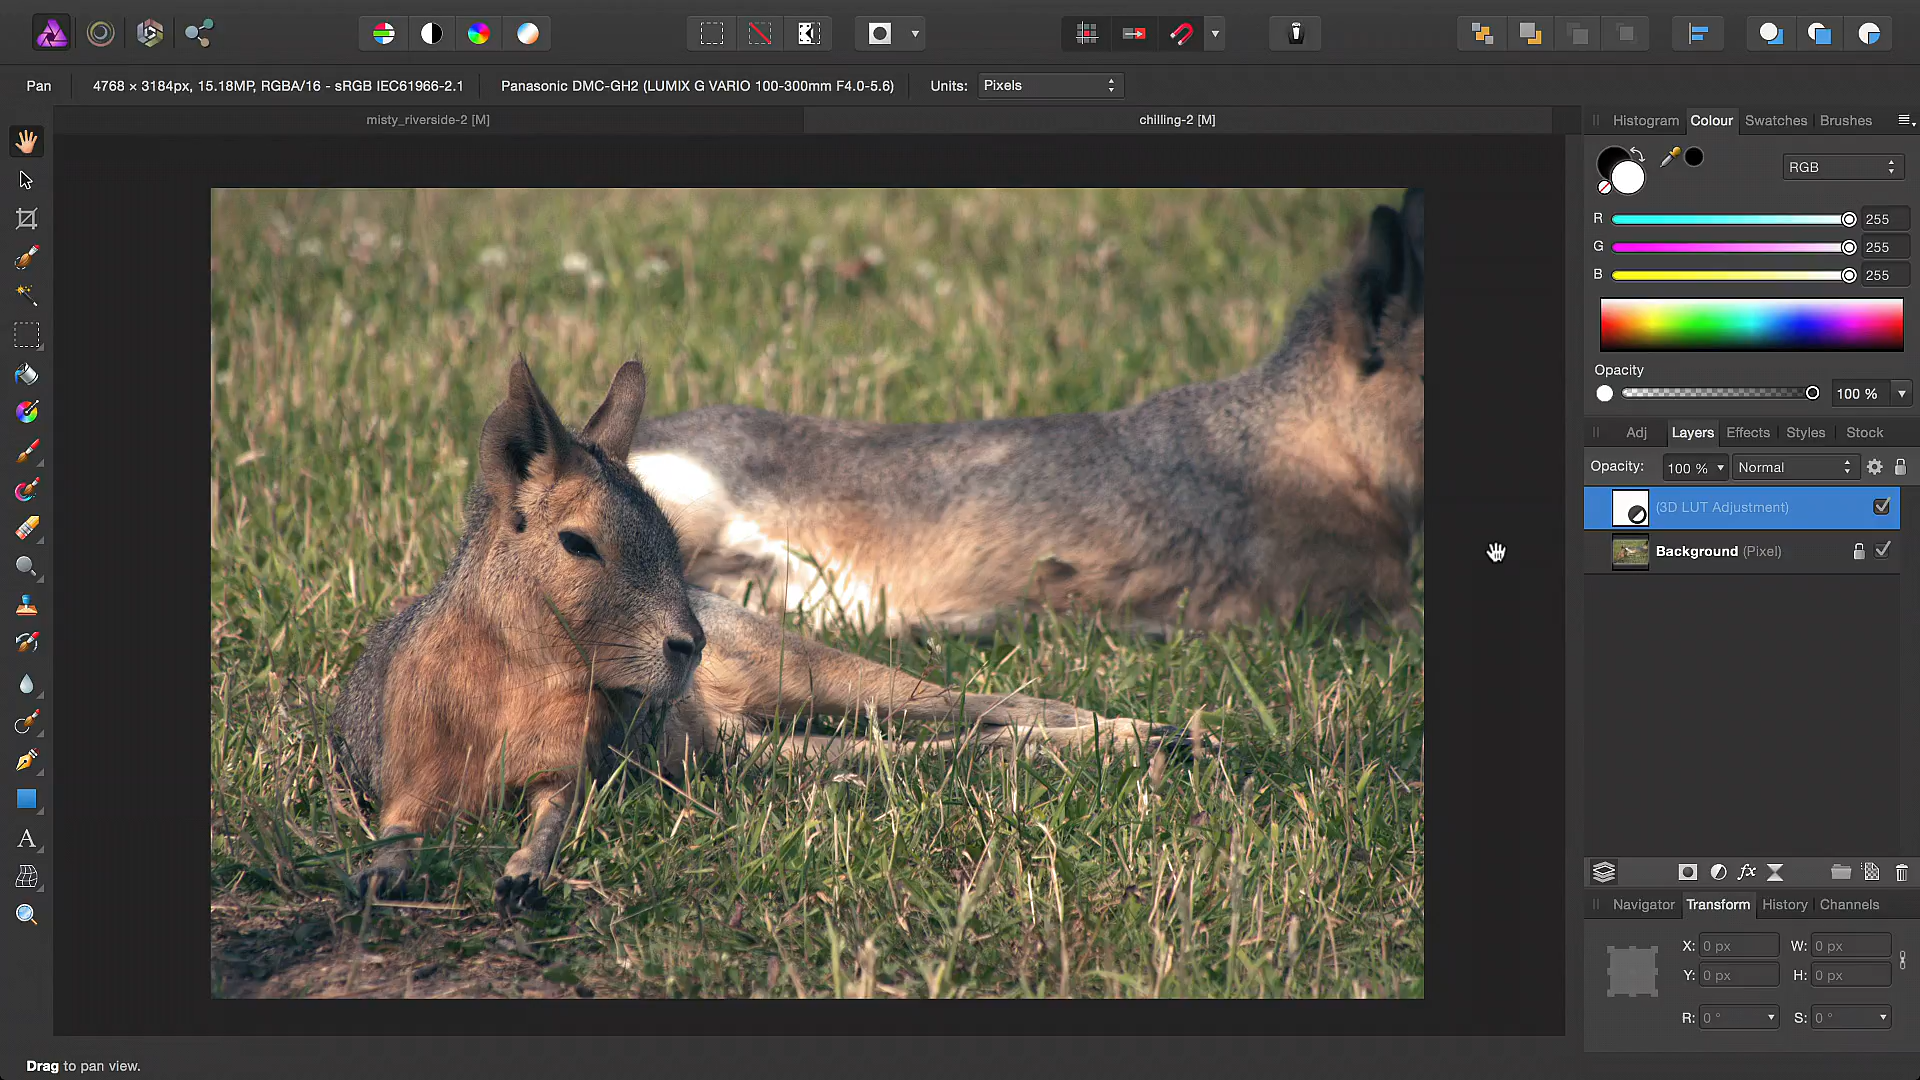 Pan
4768 × 3184px, 15.18MP, RGBA/16 - sRGB IEC61966-2.1
Panasonic DMC-GH2 (LUMIX G VARIO 100-300mm F4.0-5.6)
Units:
Pixels
misty_riverside-2 [M]
chilling-2 [M]
Histogram
Colour
Swatches
Brushes
RGB
R
255
G
255
B
255
Opacity
100 %
Adj
Layers
Effects
Styles
Stock
Opacity:
100 %
Normal
(3D LUT Adjustment)
Background (Pixel)
fx
Navigator
Transform
History
Channels
X:
0 px
W:
0 px
Y:
0 px
H:
0 px
R:
0 °
S:
0 °
A
Drag to pan view.